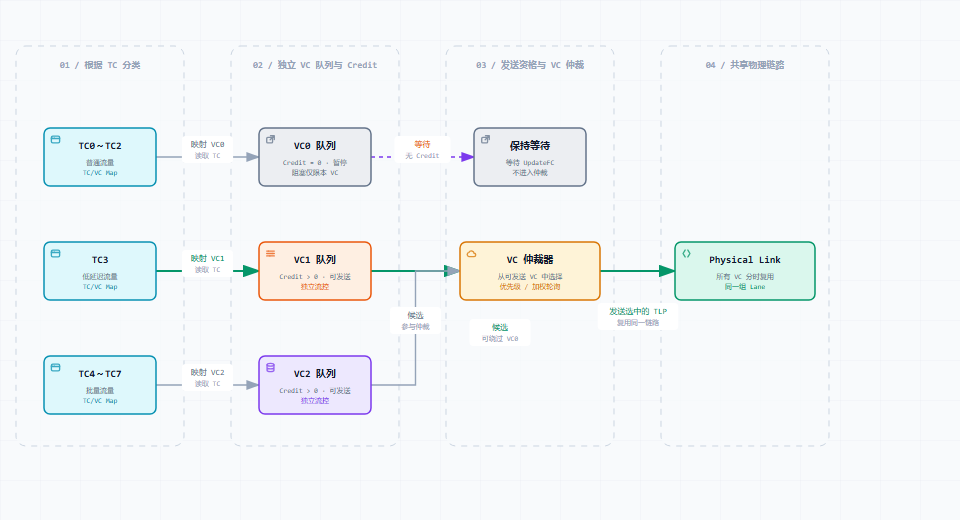 01 / 根据 TC 分类
02 / 独立 VC 队列与 Credit
03 / 发送资格与 VC 仲裁
04 / 共享物理链路
TC0～TC2
普通流量
TC/VC Map
映射 VC0
读取 TC
VC0 队列
Credit = 0 · 暂停
阻塞仅限本 VC
等待
无 Credit
保持等待
等待 UpdateFC
不进入仲裁
TC3
低延迟流量
TC/VC Map
映射 VC1
读取 TC
VC1 队列
Credit > 0 · 可发送
独立流控
VC 仲裁器
从可发送 VC 中选择
优先级 / 加权轮询
Physical Link
所有 VC 分时复用
同一组 Lane
候选
参与仲裁
候选
可绕过 VC0
发送选中的 TLP
复用同一链路
TC4～TC7
批量流量
TC/VC Map
映射 VC2
读取 TC
VC2 队列
Credit > 0 · 可发送
独立流控